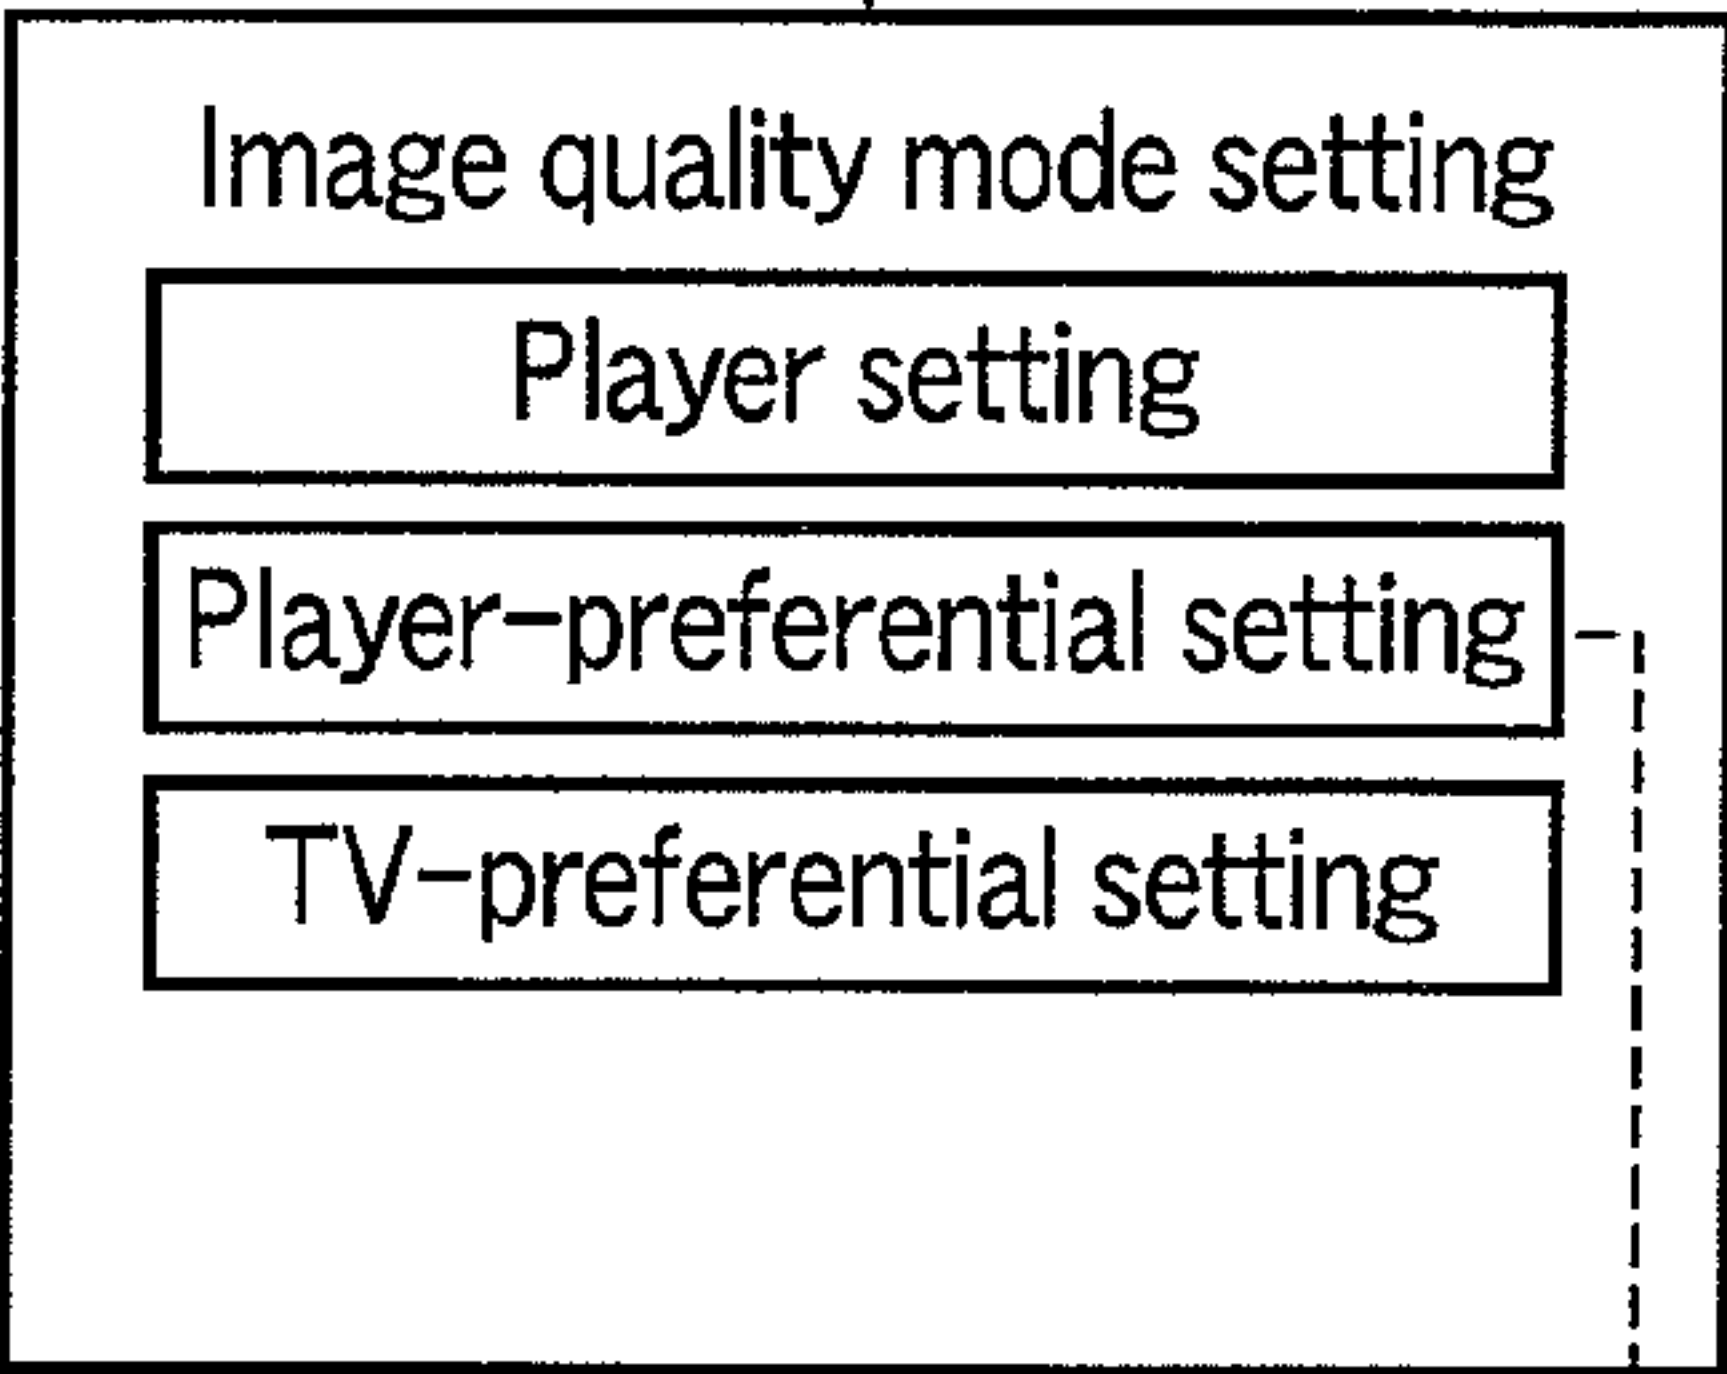 Image quality mode setting
Player setting
Player-preferential setting
TV-preferential setting